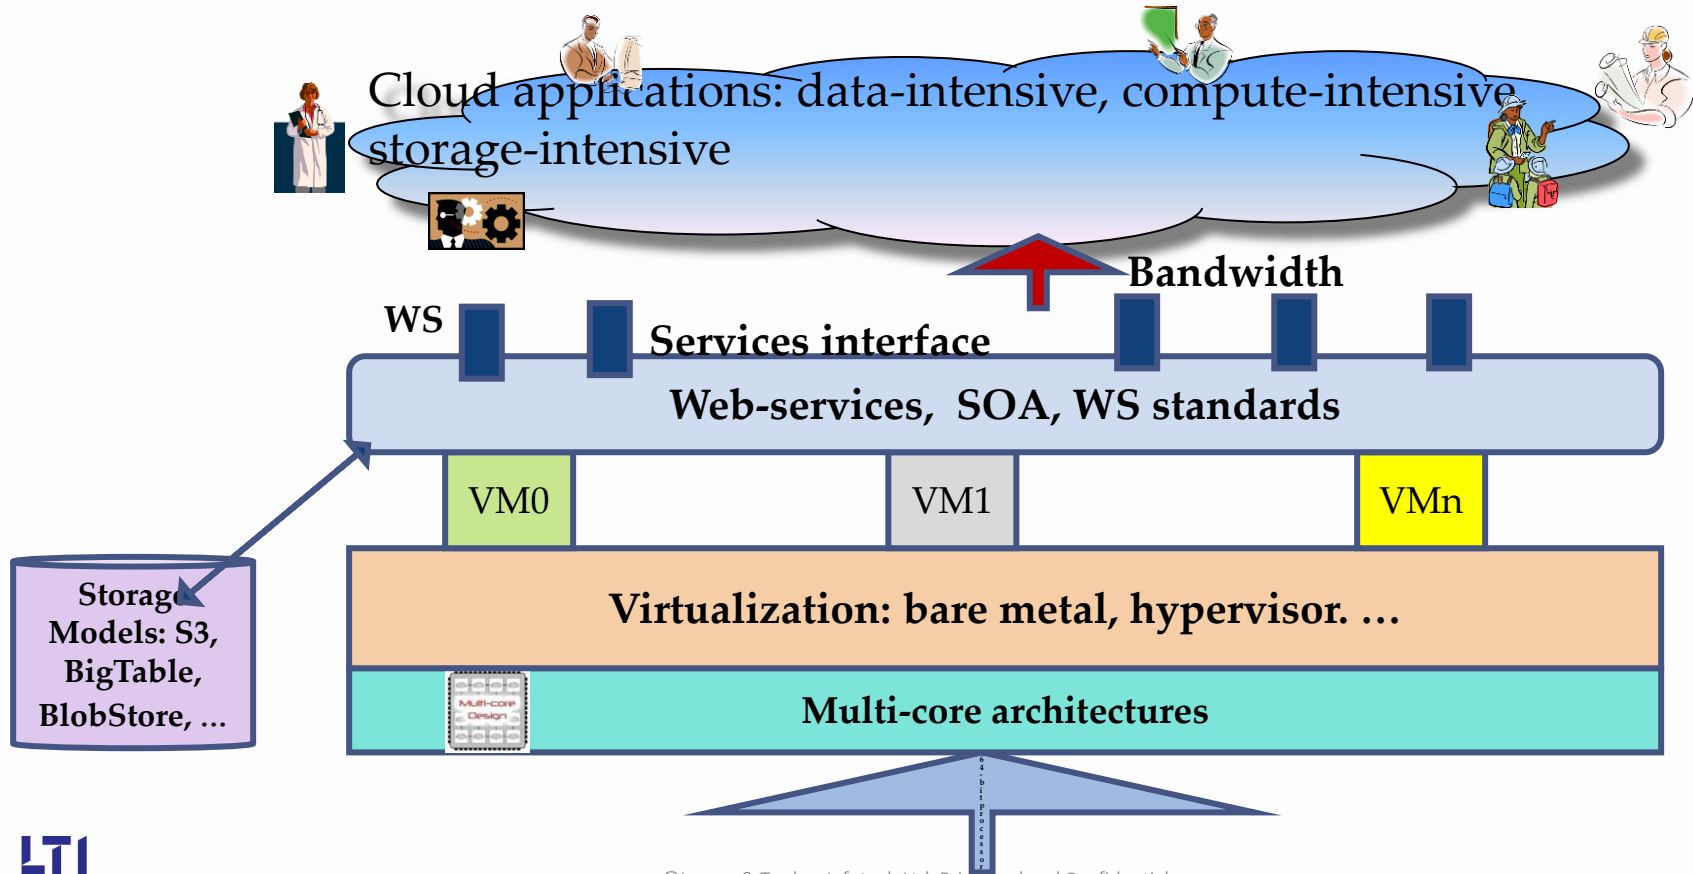 Cloud applications: data-intensive, compute-intensive,
storage-intensive
Bandwidth
WS
Services interface
Web-services, SOA, WS standards
VM0
VM1
VMn
Storage
Models: S3,
BigTable,
BlobStore, …
Virtualization: bare metal, hypervisor. …
Multi-core
Design
Multi-core architectures
64-bit processor
LTI